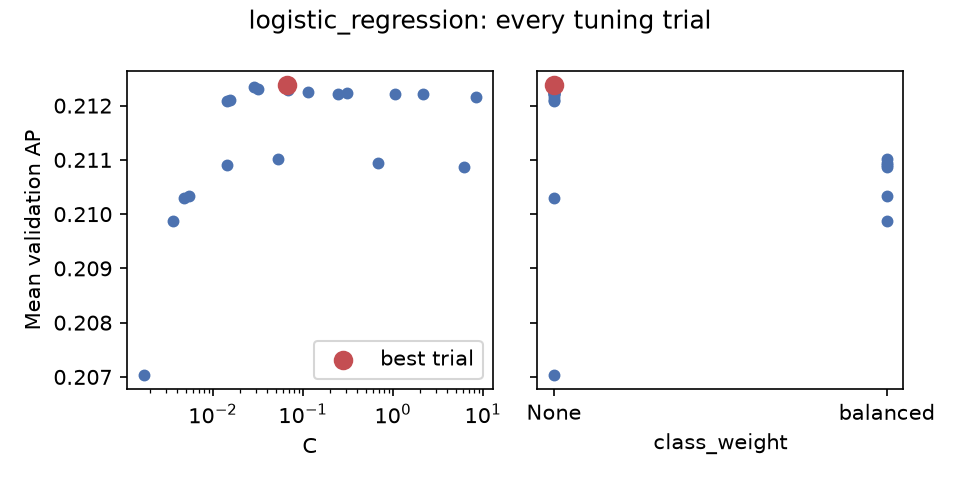 logistic_regression: every tuning trial
Mean validation AP
0.212
0.211
0.210
0.209
0.208
0.207
best trial
10⁻² 10⁻¹ 10⁰ 10¹
C
None balanced
class_weight